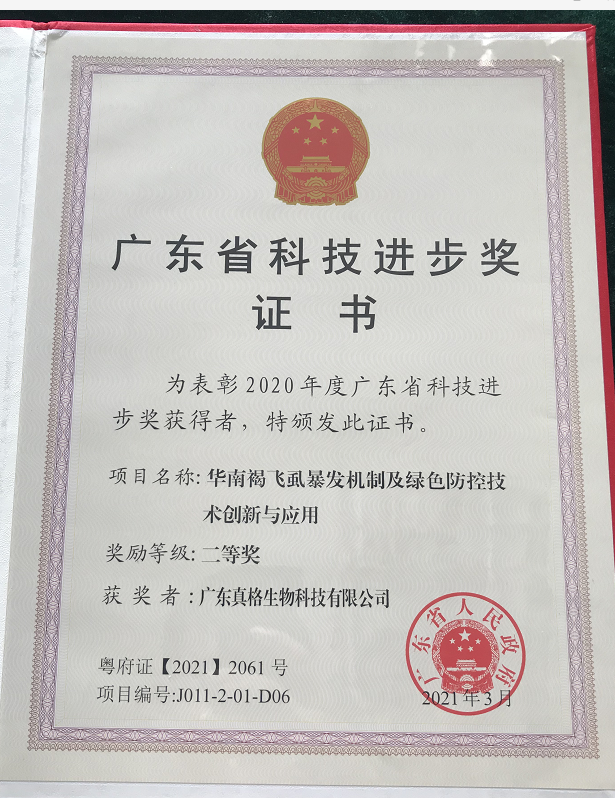 广东省科技进步奖
证 书
为表彰2020年度广东省科技进
步奖获得者，特颁发此证书。
项目名称:华南褐飞虱暴发机制及绿色防控技
术创新与应用
奖励等级:二等奖
获奖者:广东真格生物科技有限公司
广东省人民政府
粤府证【2021】2061号
项目编号:J011-2-01-D06
2021年3月